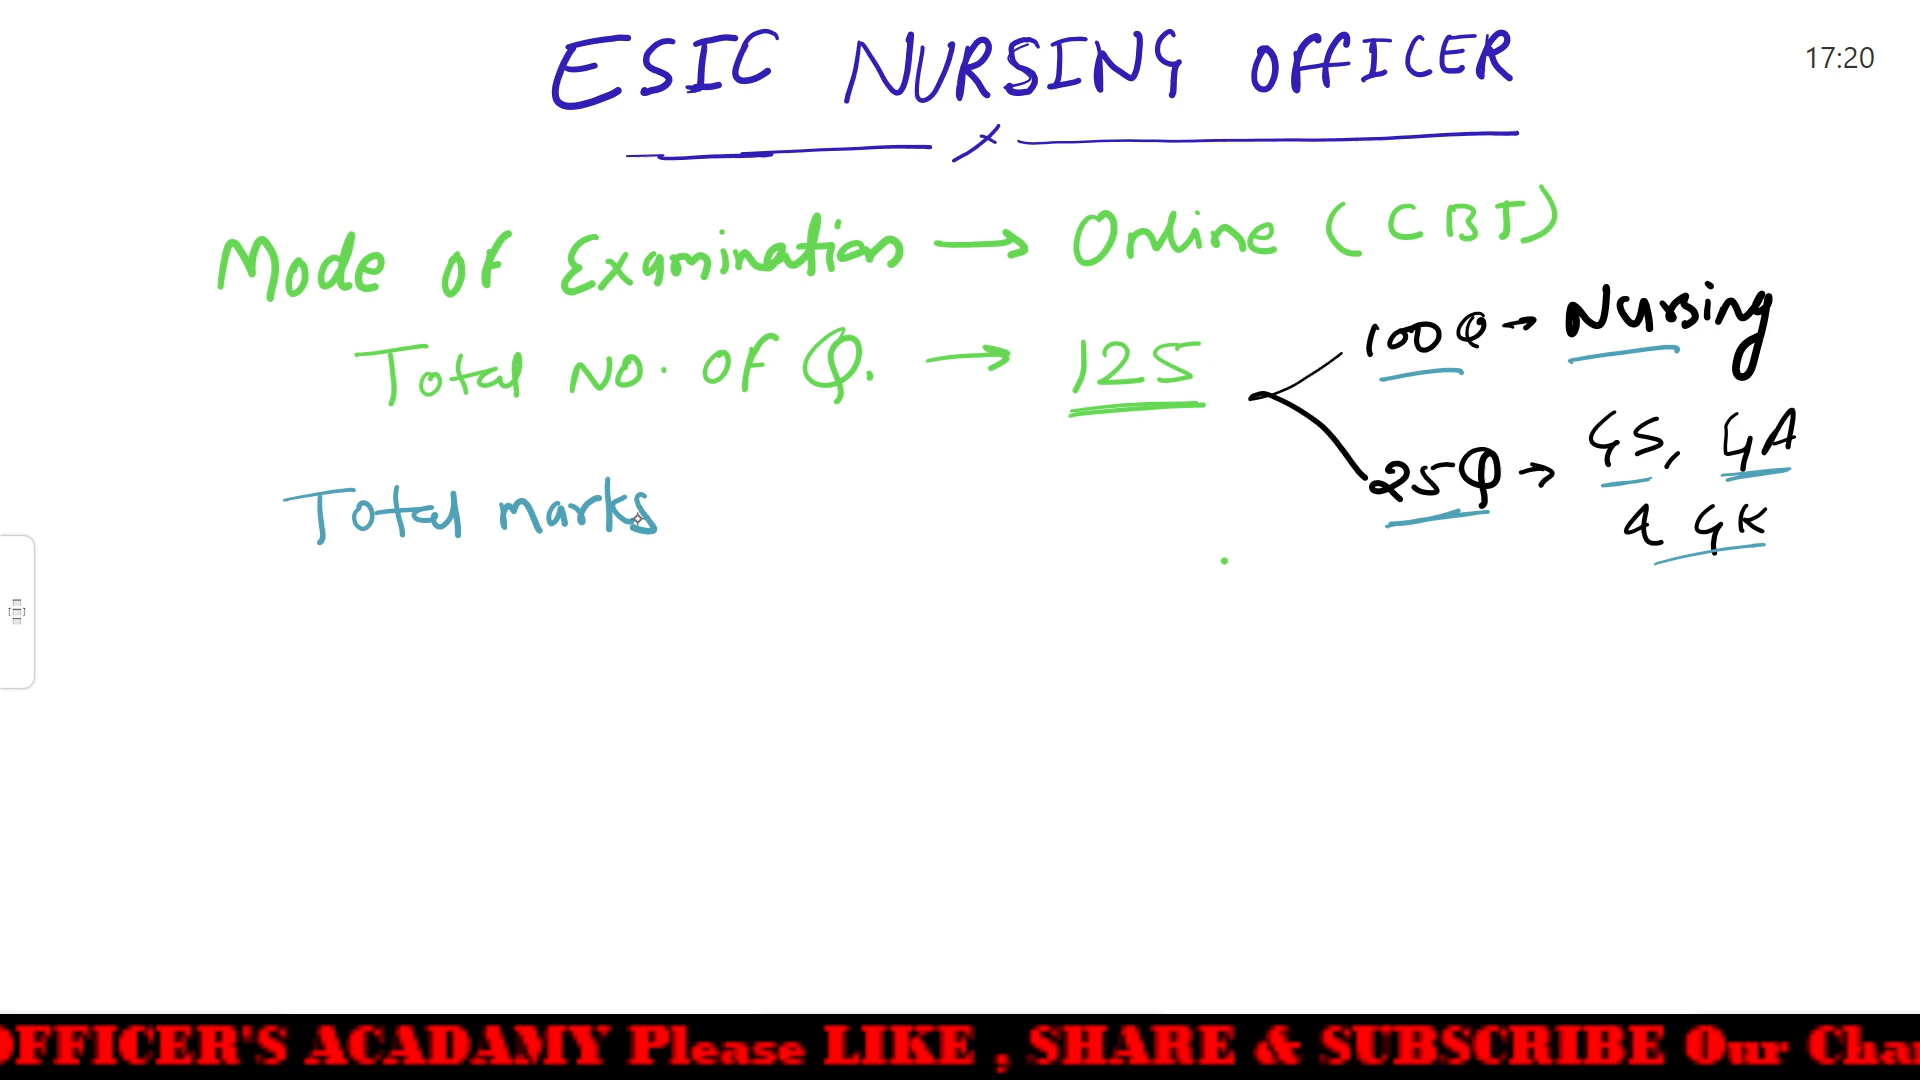 ESIC NURSING OFFICER
17:20
Mode of Examination → Online (CBT)
Total No. of Q. → 125
100 Q → Nursing
25 Q → GS, GA
& GK
Total marks
OFFICER'S ACADAMY Please LIKE , SHARE & SUBSCRIBE Our Cha